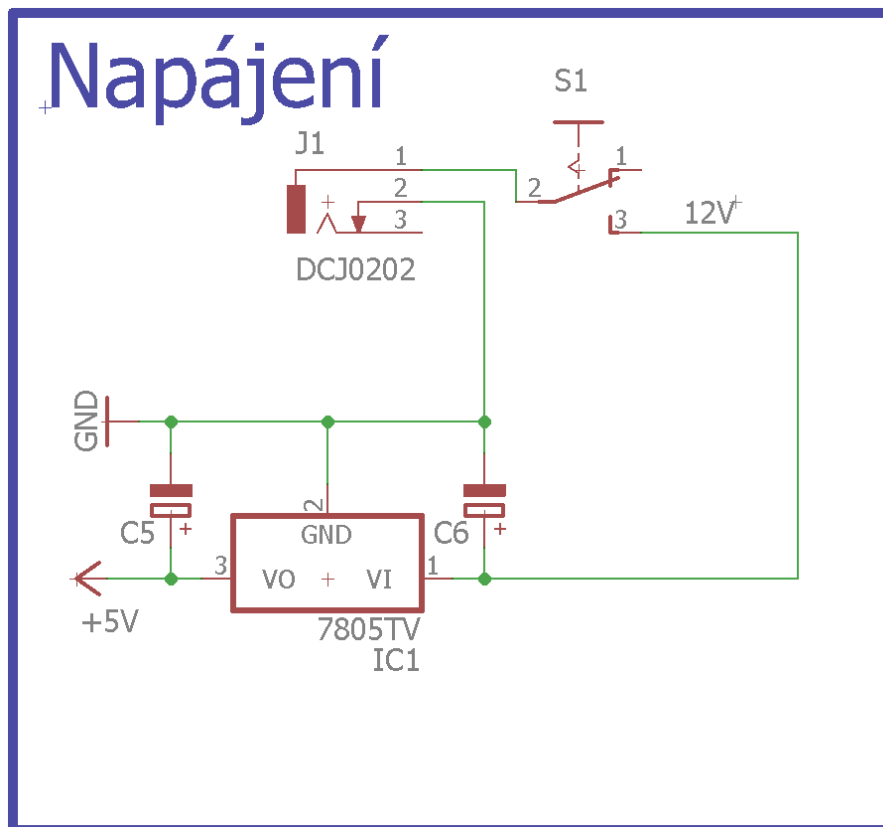 Napájení
S1
J1
1
2
3
DCJ0202
2
1
3
12V
GND
C5
+
2
GND
C6
+
3
VO
VI
1
+5V
7805TV
IC1